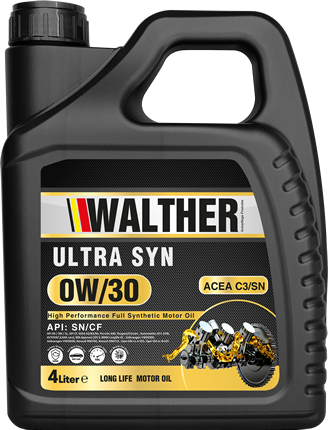 WALTHER
ULTRA SYN
0W/30
ACEA C3/SN
High Performance Full Synthetic Motor Oil
API: SN/CF
4Liter e
LONG LIFE MOTOR OIL